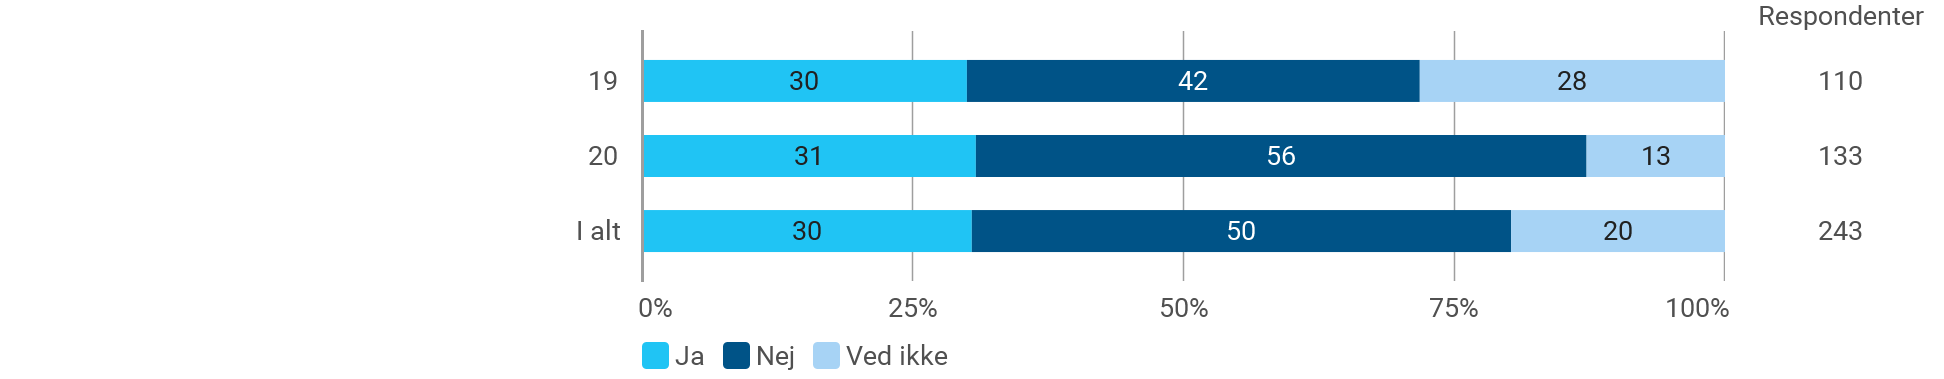 Respondenter
19 30 42 28 110
20 31 56 13 133
I alt 30 50 20 243
0% 25% 50% 75% 100%
Ja Nej Ved ikke